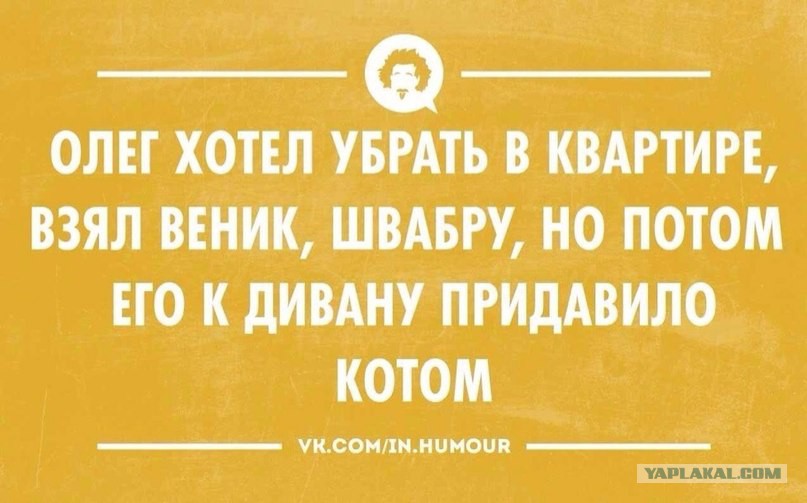 ОЛЕГ ХОТЕЛ УБРАТЬ В КВАРТИРЕ,
ВЗЯЛ ВЕНИК, ШВАБРУ, НО ПОТОМ
ЕГО К ДИВАНУ ПРИДАВИЛО
КОТОМ
VK.COM/IN.HUMOUR
YAPLAKAL.COM